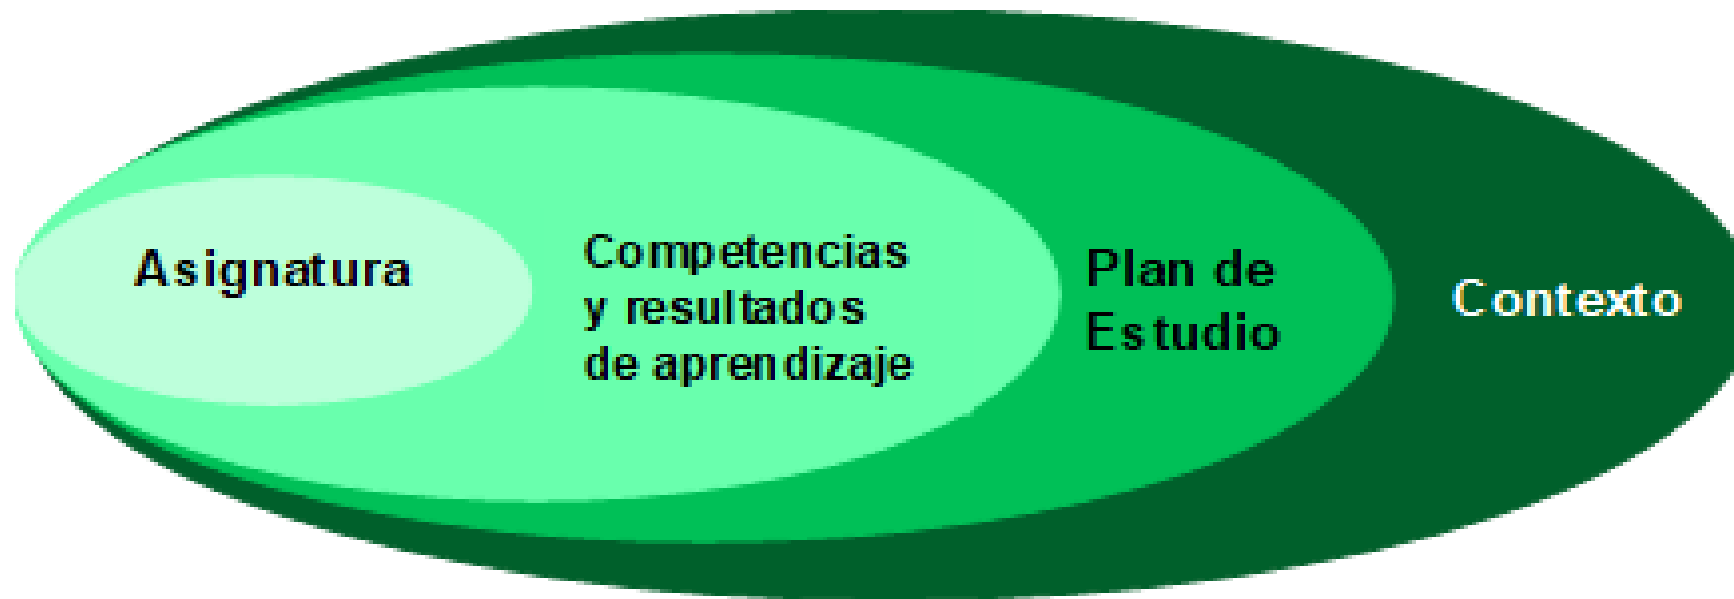 Asignatura
Competencias
y resultados
de aprendizaje
Plan de
Estudio
Contexto